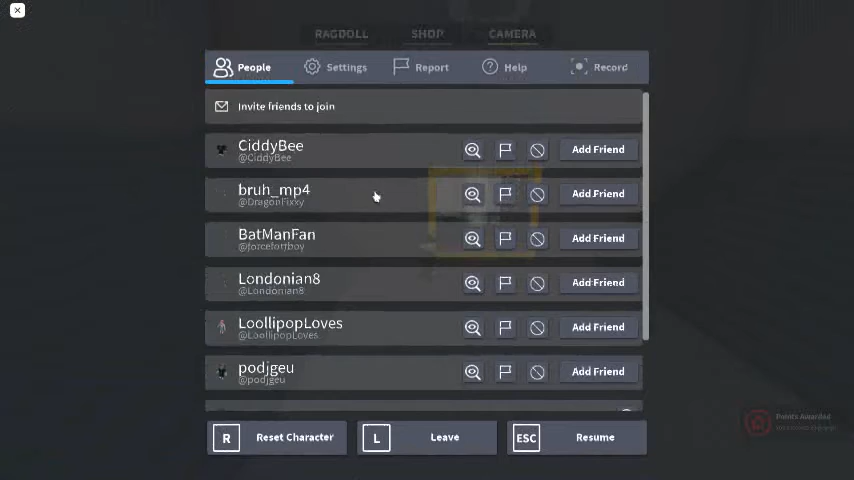 RAGDOLL SHOP CAMERA
People Settings Report Help Record
Invite friends to join
CiddyBee
@CiddyBee
Add Friend
bruh_mp4
@DragonFixxy
Add Friend
BatManFan
@forcefortboy
Add Friend
Londonian8
@Londonian8
Add Friend
LoollipopLoves
@LoollipopLoves
Add Friend
podjgeu
@podjgeu
Add Friend
R Reset Character L Leave ESC Resume
Points Awarded